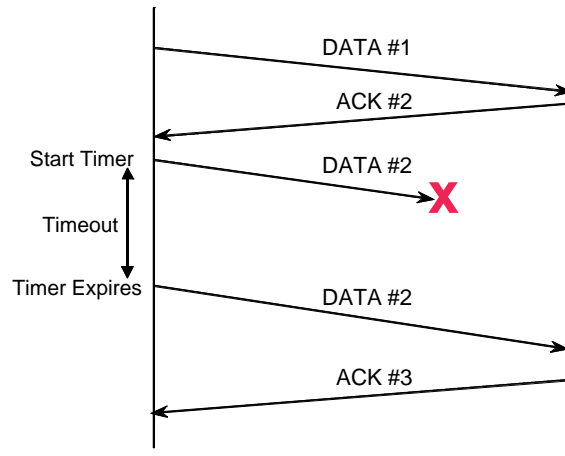 DATA #1
ACK #2
Start Timer
DATA #2
X
Timeout
Timer Expires
DATA #2
ACK #3